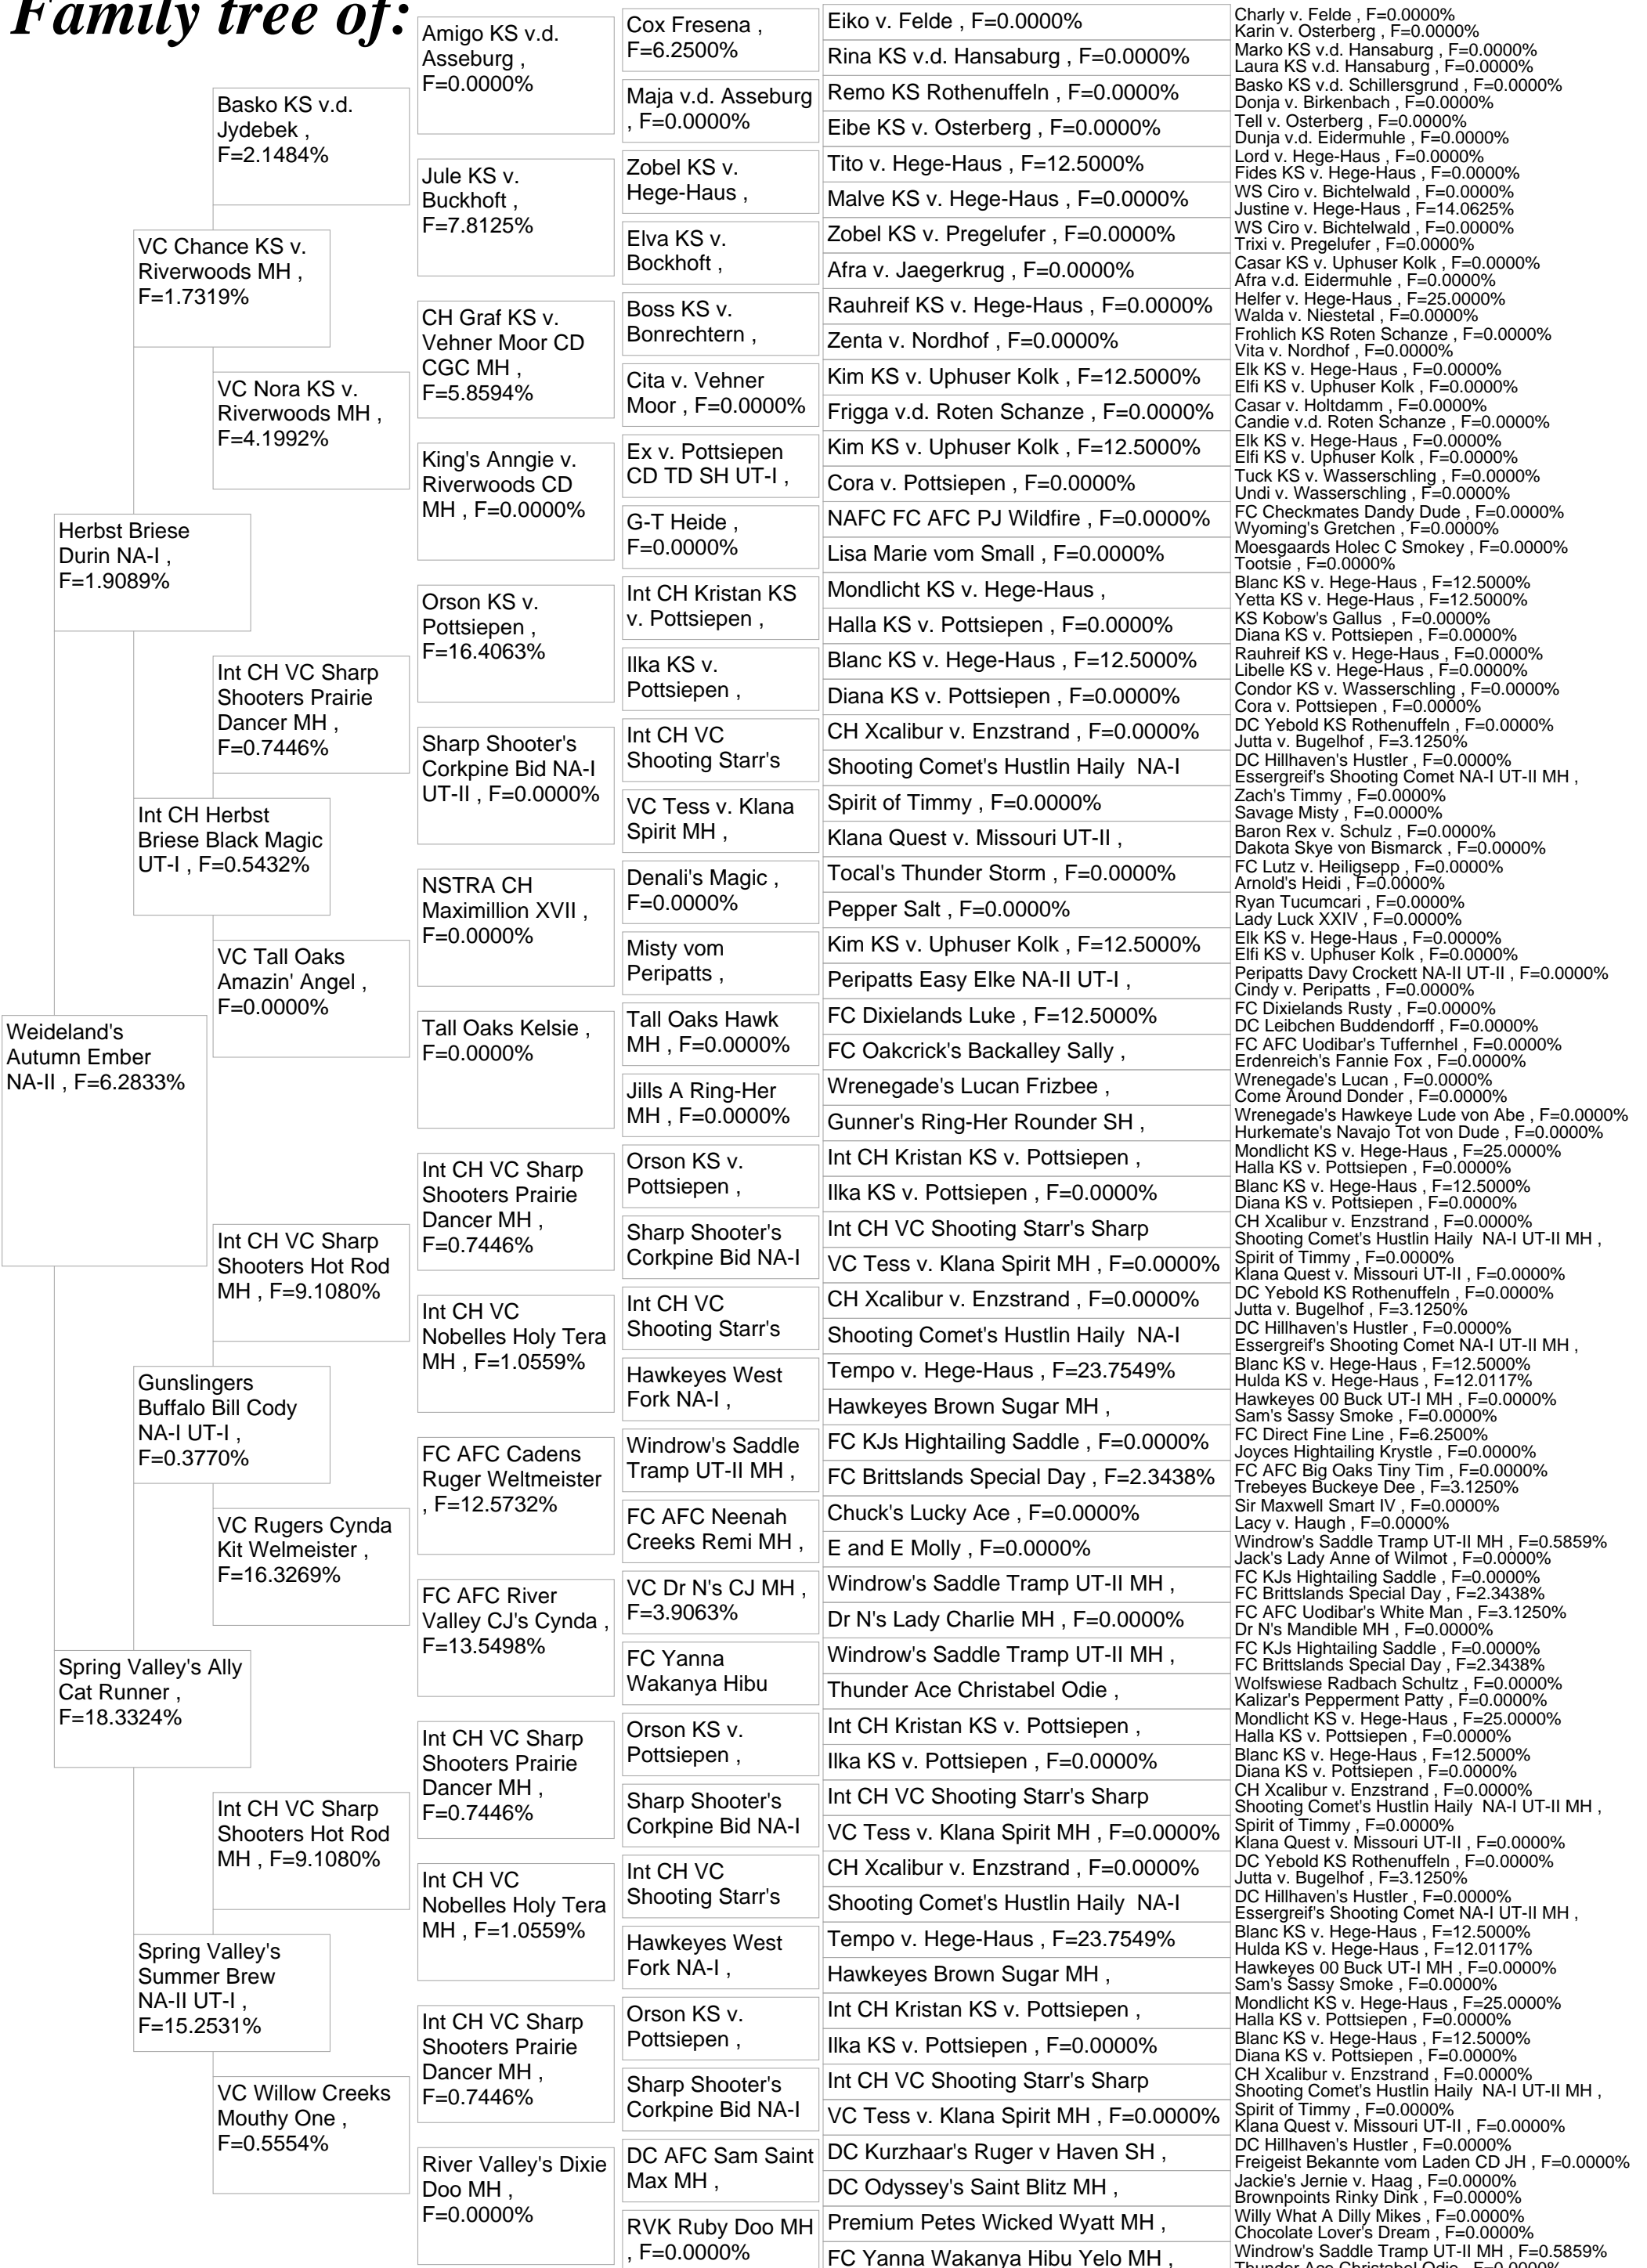 Family tree of:
Weideland's
Autumn Ember
NA-II , F=6.2833%
Herbst Briese
Durin NA-I ,
F=1.9089%
Spring Valley's Ally
Cat Runner ,
F=18.3324%
VC Chance KS v.
Riverwoods MH ,
F=1.7319%
Int CH Herbst
Briese Black Magic
UT-I , F=0.5432%
Gunslingers
Buffalo Bill Cody
NA-I UT-I ,
F=0.3770%
Spring Valley's
Summer Brew
NA-II UT-I ,
F=15.2531%
Basko KS v.d.
Jydebek ,
F=2.1484%
VC Nora KS v.
Riverwoods MH ,
F=4.1992%
Int CH VC Sharp
Shooters Prairie
Dancer MH ,
F=0.7446%
VC Tall Oaks
Amazin' Angel ,
F=0.0000%
Int CH VC Sharp
Shooters Hot Rod
MH , F=9.1080%
VC Rugers Cynda
Kit Welmeister ,
F=16.3269%
Int CH VC Sharp
Shooters Hot Rod
MH , F=9.1080%
VC Willow Creeks
Mouthy One ,
F=0.5554%
Amigo KS v.d.
Asseburg ,
F=0.0000%
Jule KS v.
Buckhoft ,
F=7.8125%
CH Graf KS v.
Vehner Moor CD
CGC MH ,
F=5.8594%
King's Anngie v.
Riverwoods CD
MH , F=0.0000%
Orson KS v.
Pottsiepen ,
F=16.4063%
Sharp Shooter's
Corkpine Bid NA-I
UT-II , F=0.0000%
NSTRA CH
Maximillion XVII ,
F=0.0000%
Tall Oaks Kelsie ,
F=0.0000%
Int CH VC Sharp
Shooters Prairie
Dancer MH ,
F=0.7446%
Int CH VC
Nobelles Holy Tera
MH , F=1.0559%
FC AFC Cadens
Ruger Weltmeister
, F=12.5732%
FC AFC River
Valley CJ's Cynda ,
F=13.5498%
Int CH VC Sharp
Shooters Prairie
Dancer MH ,
F=0.7446%
Int CH VC
Nobelles Holy Tera
MH , F=1.0559%
Int CH VC Sharp
Shooters Prairie
Dancer MH ,
F=0.7446%
River Valley's Dixie
Doo MH ,
F=0.0000%
Cox Fresena ,
F=6.2500%
Maja v.d. Asseburg
, F=0.0000%
Zobel KS v.
Hege-Haus ,
Elva KS v.
Bockhoft ,
Boss KS v.
Bonrechtern ,
Cita v. Vehner
Moor , F=0.0000%
Ex v. Pottsiepen
CD TD SH UT-I ,
G-T Heide ,
F=0.0000%
Int CH Kristan KS
v. Pottsiepen ,
Ilka KS v.
Pottsiepen ,
Int CH VC
Shooting Starr's
VC Tess v. Klana
Spirit MH ,
Denali's Magic ,
F=0.0000%
Misty vom
Peripatts ,
Tall Oaks Hawk
MH , F=0.0000%
Jills A Ring-Her
MH , F=0.0000%
Orson KS v.
Pottsiepen ,
Sharp Shooter's
Corkpine Bid NA-I
Int CH VC
Shooting Starr's
Hawkeyes West
Fork NA-I ,
Windrow's Saddle
Tramp UT-II MH ,
FC AFC Neenah
Creeks Remi MH ,
VC Dr N's CJ MH ,
F=3.9063%
FC Yanna
Wakanya Hibu
Orson KS v.
Pottsiepen ,
Sharp Shooter's
Corkpine Bid NA-I
Int CH VC
Shooting Starr's
Hawkeyes West
Fork NA-I ,
Orson KS v.
Pottsiepen ,
Sharp Shooter's
Corkpine Bid NA-I
DC AFC Sam Saint
Max MH ,
RVK Ruby Doo MH
, F=0.0000%
Eiko v. Felde , F=0.0000%
Rina KS v.d. Hansaburg , F=0.0000%
Remo KS Rothenuffeln , F=0.0000%
Eibe KS v. Osterberg , F=0.0000%
Tito v. Hege-Haus , F=12.5000%
Malve KS v. Hege-Haus , F=0.0000%
Zobel KS v. Pregelufer , F=0.0000%
Afra v. Jaegerkrug , F=0.0000%
Rauhreif KS v. Hege-Haus , F=0.0000%
Zenta v. Nordhof , F=0.0000%
Kim KS v. Uphuser Kolk , F=12.5000%
Frigga v.d. Roten Schanze , F=0.0000%
Kim KS v. Uphuser Kolk , F=12.5000%
Cora v. Pottsiepen , F=0.0000%
NAFC FC AFC PJ Wildfire , F=0.0000%
Lisa Marie vom Small , F=0.0000%
Mondlicht KS v. Hege-Haus ,
Halla KS v. Pottsiepen , F=0.0000%
Blanc KS v. Hege-Haus , F=12.5000%
Diana KS v. Pottsiepen , F=0.0000%
CH Xcalibur v. Enzstrand , F=0.0000%
Shooting Comet's Hustlin Haily NA-I
Spirit of Timmy , F=0.0000%
Klana Quest v. Missouri UT-II ,
Tocal's Thunder Storm , F=0.0000%
Pepper Salt , F=0.0000%
Kim KS v. Uphuser Kolk , F=12.5000%
Peripatts Easy Elke NA-II UT-I ,
FC Dixielands Luke , F=12.5000%
FC Oakcrick's Backalley Sally ,
Wrenegade's Lucan Frizbee ,
Gunner's Ring-Her Rounder SH ,
Int CH Kristan KS v. Pottsiepen ,
Ilka KS v. Pottsiepen , F=0.0000%
Int CH VC Shooting Starr's Sharp
VC Tess v. Klana Spirit MH , F=0.0000%
CH Xcalibur v. Enzstrand , F=0.0000%
Shooting Comet's Hustlin Haily NA-I
Tempo v. Hege-Haus , F=23.7549%
Hawkeyes Brown Sugar MH ,
FC KJs Hightailing Saddle , F=0.0000%
FC Brittslands Special Day , F=2.3438%
Chuck's Lucky Ace , F=0.0000%
E and E Molly , F=0.0000%
Windrow's Saddle Tramp UT-II MH ,
Dr N's Lady Charlie MH , F=0.0000%
Windrow's Saddle Tramp UT-II MH ,
Thunder Ace Christabel Odie ,
Int CH Kristan KS v. Pottsiepen ,
Ilka KS v. Pottsiepen , F=0.0000%
Int CH VC Shooting Starr's Sharp
VC Tess v. Klana Spirit MH , F=0.0000%
CH Xcalibur v. Enzstrand , F=0.0000%
Shooting Comet's Hustlin Haily NA-I
Tempo v. Hege-Haus , F=23.7549%
Hawkeyes Brown Sugar MH ,
Int CH Kristan KS v. Pottsiepen ,
Ilka KS v. Pottsiepen , F=0.0000%
Int CH VC Shooting Starr's Sharp
VC Tess v. Klana Spirit MH , F=0.0000%
DC Kurzhaar's Ruger v Haven SH ,
DC Odyssey's Saint Blitz MH ,
Premium Petes Wicked Wyatt MH ,
FC Yanna Wakanya Hibu Yelo MH ,
Charly v. Felde , F=0.0000%
Karin v. Osterberg , F=0.0000%
Marko KS v.d. Hansaburg , F=0.0000%
Laura KS v.d. Hansaburg , F=0.0000%
Basko KS v.d. Schillersgrund , F=0.0000%
Donja v. Birkenbach , F=0.0000%
Tell v. Osterberg , F=0.0000%
Dunja v.d. Eidermuhle , F=0.0000%
Lord v. Hege-Haus , F=0.0000%
Fides KS v. Hege-Haus , F=0.0000%
WS Ciro v. Bichtelwald , F=0.0000%
Justine v. Hege-Haus , F=14.0625%
WS Ciro v. Bichtelwald , F=0.0000%
Trixi v. Pregelufer , F=0.0000%
Casar KS v. Uphuser Kolk , F=0.0000%
Afra v.d. Eidermuhle , F=0.0000%
Helfer v. Hege-Haus , F=25.0000%
Walda v. Niestetal , F=0.0000%
Frohlich KS Roten Schanze , F=0.0000%
Vita v. Nordhof , F=0.0000%
Elk KS v. Hege-Haus , F=0.0000%
Elfi KS v. Uphuser Kolk , F=0.0000%
Casar v. Holtdamm , F=0.0000%
Candie v.d. Roten Schanze , F=0.0000%
Elk KS v. Hege-Haus , F=0.0000%
Elfi KS v. Uphuser Kolk , F=0.0000%
Tuck KS v. Wasserschling , F=0.0000%
Undi v. Wasserschling , F=0.0000%
FC Checkmates Dandy Dude , F=0.0000%
Wyoming's Gretchen , F=0.0000%
Moesgaards Holec C Smokey , F=0.0000%
Tootsie , F=0.0000%
Blanc KS v. Hege-Haus , F=12.5000%
Yetta KS v. Hege-Haus , F=12.5000%
KS Kobow's Gallus , F=0.0000%
Diana KS v. Pottsiepen , F=0.0000%
Rauhreif KS v. Hege-Haus , F=0.0000%
Libelle KS v. Hege-Haus , F=0.0000%
Condor KS v. Wasserschling , F=0.0000%
Cora v. Pottsiepen , F=0.0000%
DC Yebold KS Rothenuffeln , F=0.0000%
Jutta v. Bugelhof , F=3.1250%
DC Hillhaven's Hustler , F=0.0000%
Essergreif's Shooting Comet NA-I UT-II MH ,
Zach's Timmy , F=0.0000%
Savage Misty , F=0.0000%
Baron Rex v. Schulz , F=0.0000%
Dakota Skye von Bismarck , F=0.0000%
FC Lutz v. Heiligsepp , F=0.0000%
Arnold's Heidi , F=0.0000%
Ryan Tucumcari , F=0.0000%
Lady Luck XXIV , F=0.0000%
Elk KS v. Hege-Haus , F=0.0000%
Elfi KS v. Uphuser Kolk , F=0.0000%
Peripatts Davy Crockett NA-II UT-II , F=0.0000%
Cindy v. Peripatts , F=0.0000%
FC Dixielands Rusty , F=0.0000%
DC Leibchen Buddendorff , F=0.0000%
FC AFC Uodibar's Tuffernhel , F=0.0000%
Erdenreich's Fannie Fox , F=0.0000%
Wrenegade's Lucan , F=0.0000%
Come Around Donder , F=0.0000%
Wrenegade's Hawkeye Lude von Abe , F=0.0000%
Hurkemate's Navajo Tot von Dude , F=0.0000%
Mondlicht KS v. Hege-Haus , F=25.0000%
Halla KS v. Pottsiepen , F=0.0000%
Blanc KS v. Hege-Haus , F=12.5000%
Diana KS v. Pottsiepen , F=0.0000%
CH Xcalibur v. Enzstrand , F=0.0000%
Shooting Comet's Hustlin Haily NA-I UT-II MH ,
Spirit of Timmy , F=0.0000%
Klana Quest v. Missouri UT-II , F=0.0000%
DC Yebold KS Rothenuffeln , F=0.0000%
Jutta v. Bugelhof , F=3.1250%
DC Hillhaven's Hustler , F=0.0000%
Essergreif's Shooting Comet NA-I UT-II MH ,
Blanc KS v. Hege-Haus , F=12.5000%
Hulda KS v. Hege-Haus , F=12.0117%
Hawkeyes 00 Buck UT-I MH , F=0.0000%
Sam's Sassy Smoke , F=0.0000%
FC Direct Fine Line , F=6.2500%
Joyces Hightailing Krystle , F=0.0000%
FC AFC Big Oaks Tiny Tim , F=0.0000%
Trebeyes Buckeye Dee , F=3.1250%
Sir Maxwell Smart IV , F=0.0000%
Lacy v. Haugh , F=0.0000%
Windrow's Saddle Tramp UT-II MH , F=0.5859%
Jack's Lady Anne of Wilmot , F=0.0000%
FC KJs Hightailing Saddle , F=0.0000%
FC Brittslands Special Day , F=2.3438%
FC AFC Uodibar's White Man , F=3.1250%
Dr N's Mandible MH , F=0.0000%
FC KJs Hightailing Saddle , F=0.0000%
FC Brittslands Special Day , F=2.3438%
Wolfswiese Radbach Schultz , F=0.0000%
Kalizar's Pepperment Patty , F=0.0000%
Mondlicht KS v. Hege-Haus , F=25.0000%
Halla KS v. Pottsiepen , F=0.0000%
Blanc KS v. Hege-Haus , F=12.5000%
Diana KS v. Pottsiepen , F=0.0000%
CH Xcalibur v. Enzstrand , F=0.0000%
Shooting Comet's Hustlin Haily NA-I UT-II MH ,
Spirit of Timmy , F=0.0000%
Klana Quest v. Missouri UT-II , F=0.0000%
DC Yebold KS Rothenuffeln , F=0.0000%
Jutta v. Bugelhof , F=3.1250%
DC Hillhaven's Hustler , F=0.0000%
Essergreif's Shooting Comet NA-I UT-II MH ,
Blanc KS v. Hege-Haus , F=12.5000%
Hulda KS v. Hege-Haus , F=12.0117%
Hawkeyes 00 Buck UT-I MH , F=0.0000%
Sam's Sassy Smoke , F=0.0000%
Mondlicht KS v. Hege-Haus , F=25.0000%
Halla KS v. Pottsiepen , F=0.0000%
Blanc KS v. Hege-Haus , F=12.5000%
Diana KS v. Pottsiepen , F=0.0000%
CH Xcalibur v. Enzstrand , F=0.0000%
Shooting Comet's Hustlin Haily NA-I UT-II MH ,
Spirit of Timmy , F=0.0000%
Klana Quest v. Missouri UT-II , F=0.0000%
DC Hillhaven's Hustler , F=0.0000%
Freigeist Bekannte vom Laden CD JH , F=0.0000%
Jackie's Jernie v. Haag , F=0.0000%
Brownpoints Rinky Dink , F=0.0000%
Willy What A Dilly Mikes , F=0.0000%
Chocolate Lover's Dream , F=0.0000%
Windrow's Saddle Tramp UT-II MH , F=0.5859%
Thunder Ace Christabel Odie , F=0.0000%